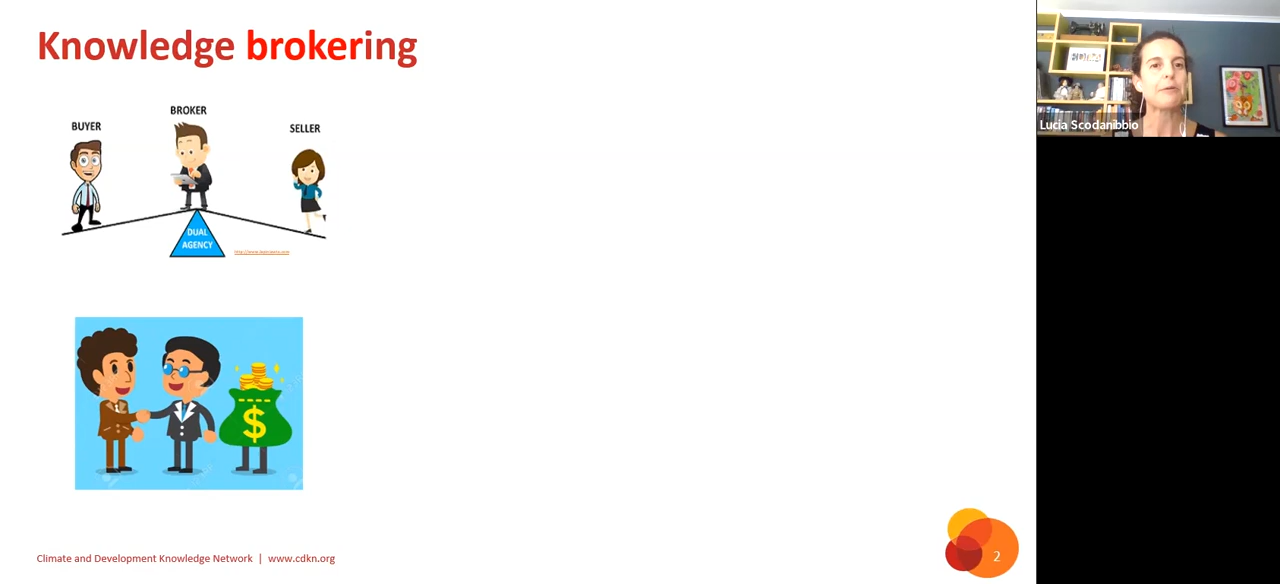 Knowledge brokering
BROKER
BUYER
SELLER
DUAL
AGENCY
$
Lucia Scodanibbio
Climate and Development Knowledge Network | www.cdkn.org
2